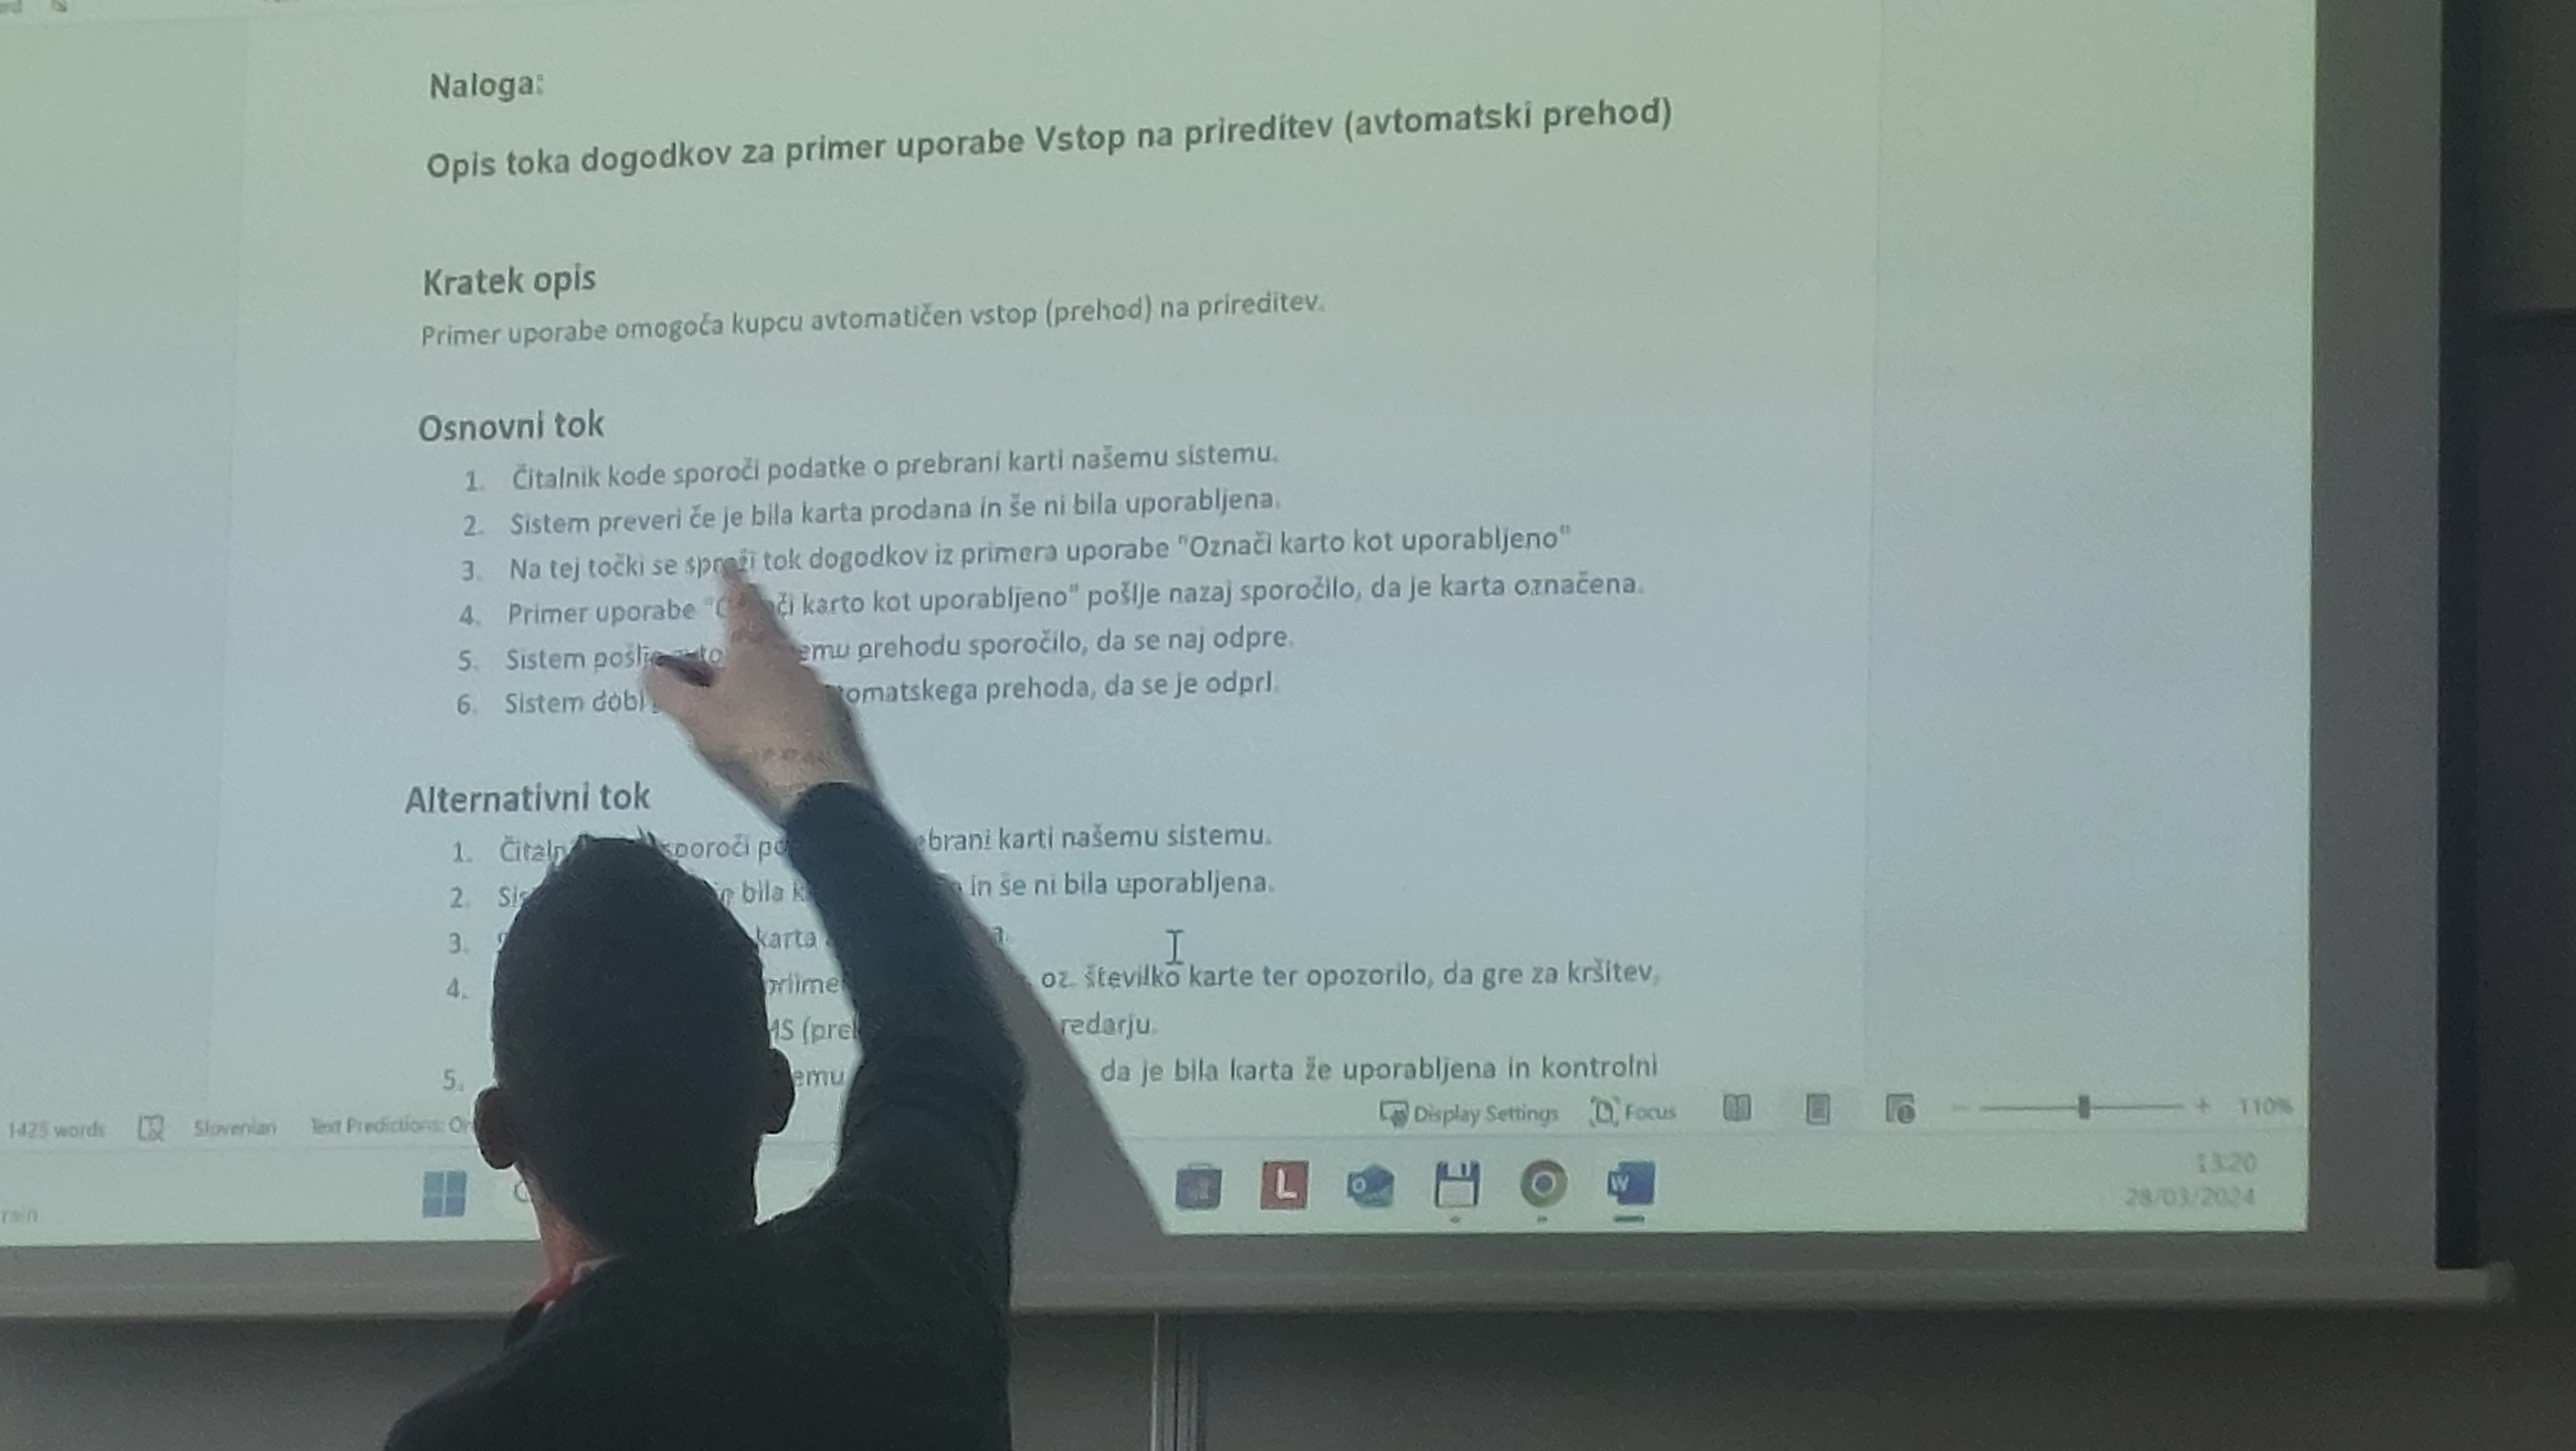 Naloga:
Opis toka dogodkov za primer uporabe Vstop na prireditev (avtomatski prehod)
Kratek opis
Primer uporabe omogoča kupcu avtomatičen vstop (prehod) na prireditev.
Osnovni tok
1. Čitalnik kode sporoči podatke o prebrani karti našemu sistemu.
2. Sistem preveri če je bila karta prodana in še ni bila uporabljena.
3. Na tej točki se sproži tok dogodkov iz primera uporabe "Označi karto kot uporabljeno"
4. Primer uporabe karto kot uporabljeno" pošlje nazaj sporočilo, da je karta označena.
5. Sistem pošlje prehodu sporočilo, da se naj odpre.
6. Sistem prehoda, da se je odprl.
Alternativni tok
1. karti našemu sistemu.
2. bila in še ni bila uporabljena.
3. karta
4. oz. številko karte ter opozorilo, da gre za kršitev,
5. da je bila karta že uporabljena in kontrolni
1425 words Slovenian Text Predictions: Display Settings Focus 110%
L O W 13:20
28/03/2024